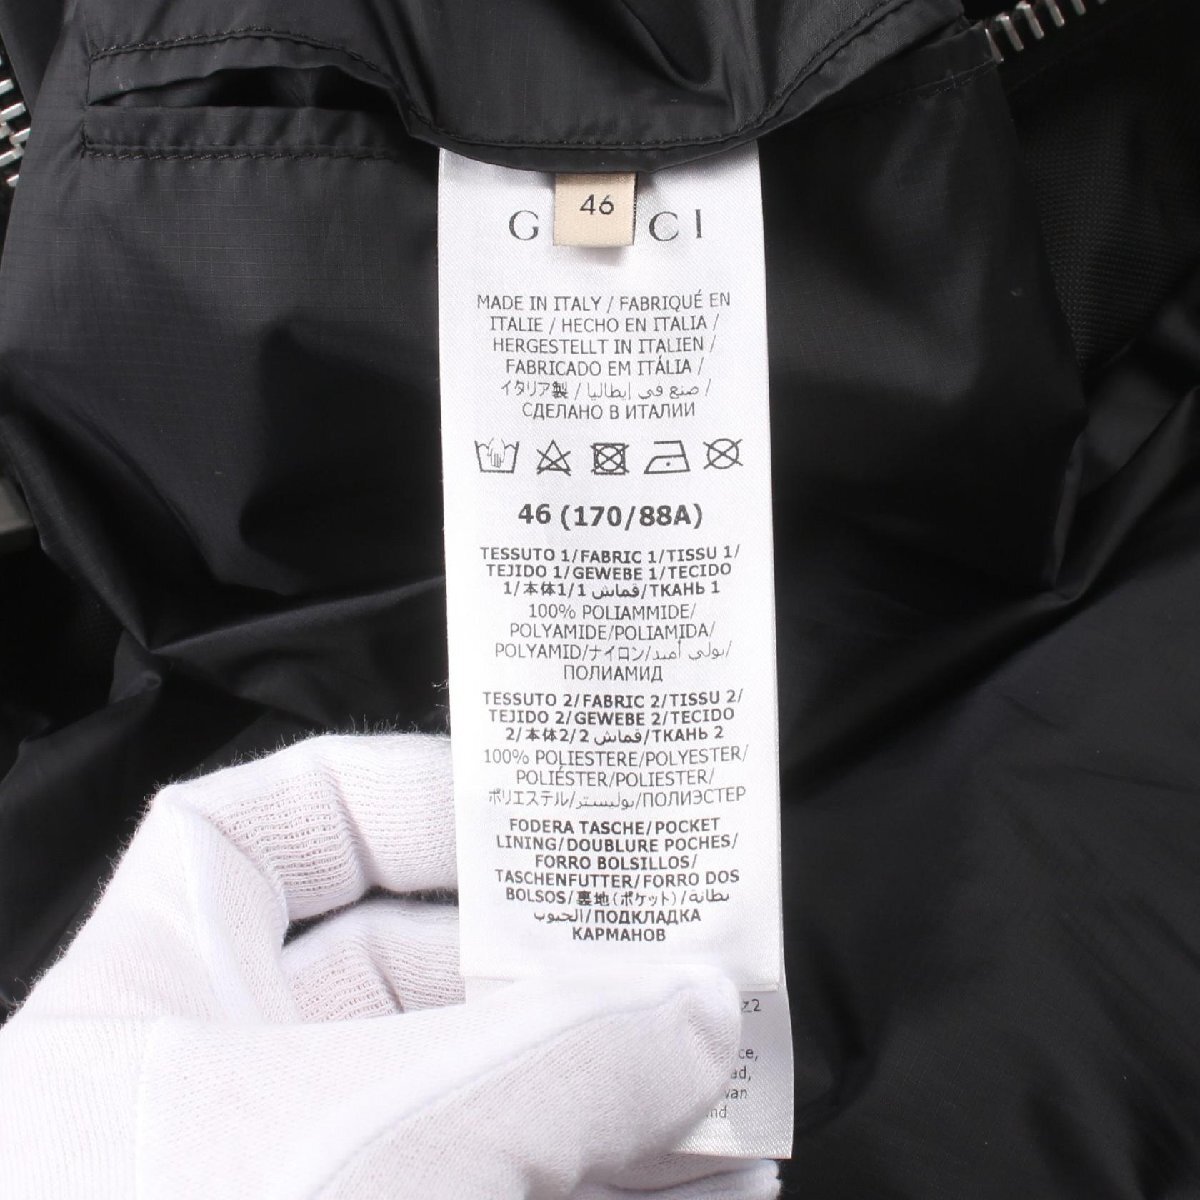 46
G CI
MADE IN ITALY / FABRIQUÉ EN
ITALIE / HECHO EN ITALIA /
HERGESTELLT IN ITALIEN /
FABRICADO EM ITÁLIA /
イタリア製 / صنع في إيطاليا /
СДЕЛАНО В ИТАЛИИ
46 (170/88A)
TESSUTO 1/FABRIC 1/TISSU 1/
TEJIDO 1/GEWEBE 1/TECIDO
1/本体1/1 قماش/ТКАНЬ 1
100% POLIAMMIDE/
POLYAMIDE/POLIAMIDA/
POLYAMID/ナイロン/بولي أميد/
ПОЛИАМИД
TESSUTO 2/FABRIC 2/TISSU 2/
TEJIDO 2/GEWEBE 2/TECIDO
2/本体2/2 قماش/ТКАНЬ 2
100% POLIESTERE/POLYESTER/
POLIÉSTER/POLIESTER/
ポリエステル/بوليستر/ПОЛИЭСТЕР
FODERA TASCHE/POCKET
LINING/DOUBLURE POCHES/
FORRO BOLSILLOS/
TASCHENFUTTER/FORRO DOS
BOLSOS/裏地(ポケット)/بطانة
الجيوب/ПОДКЛАДКА
КАРМАНОВ